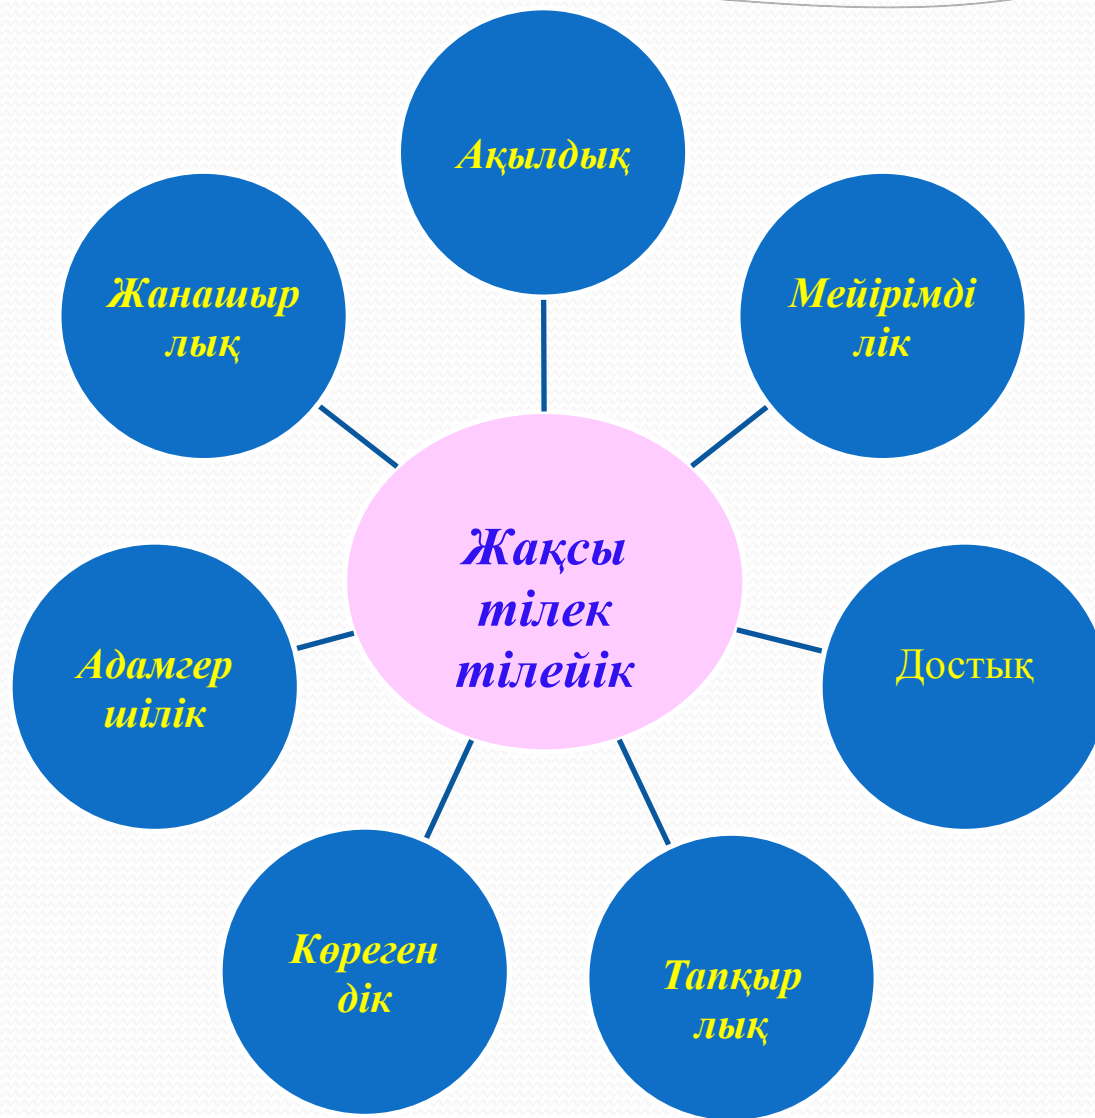 Ақылдық
Жанашыр
лық
Мейірімді
лік
Жақсы
тілек
тілейік
Адамгер
шілік
Достық
Көреген
дік
Тапқыр
лық